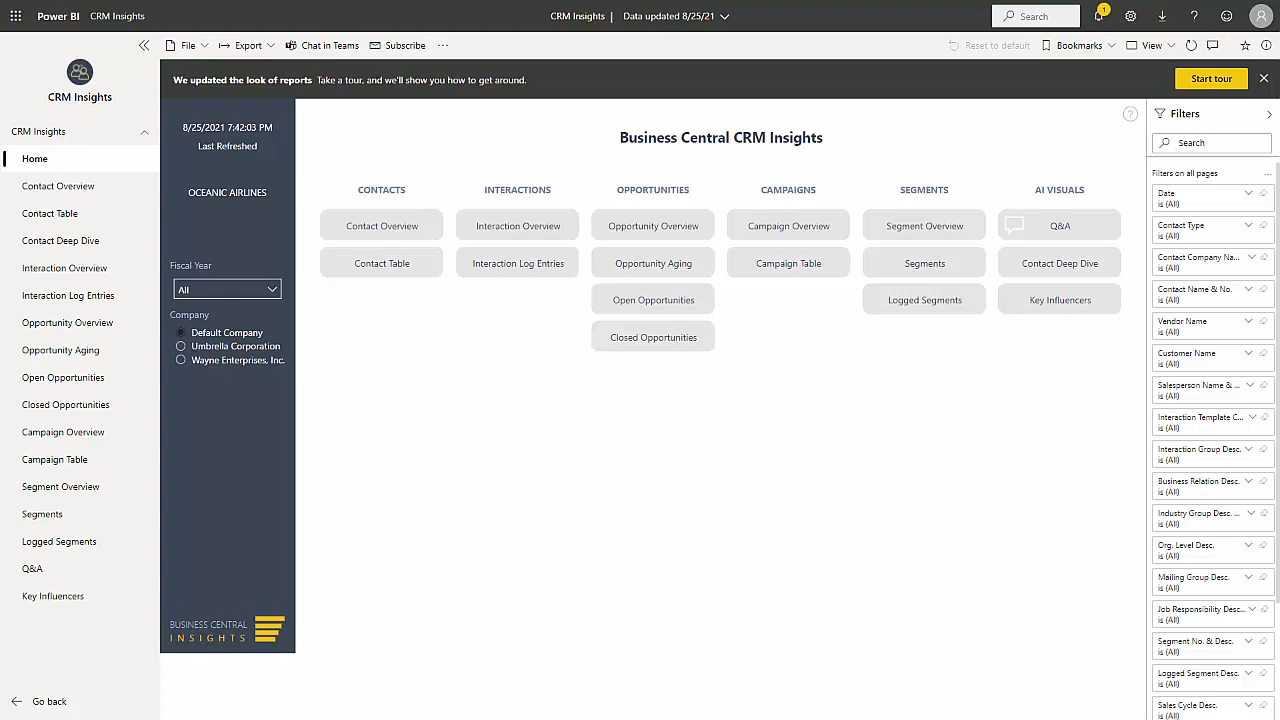 Power BI CRM Insights
CRM Insights | Data updated 8/25/21
Search
1
File Export Chat in Teams Subscribe ...
Reset to default Bookmarks View
CRM Insights
We updated the look of reports Take a tour, and we'll show you how to get around.
Start tour
CRM Insights
Home
Contact Overview
Contact Table
Contact Deep Dive
Interaction Overview
Interaction Log Entries
Opportunity Overview
Opportunity Aging
Open Opportunities
Closed Opportunities
Campaign Overview
Campaign Table
Segment Overview
Segments
Logged Segments
Q&A
Key Influencers
Go back
8/25/2021 7:42:03 PM
Last Refreshed
OCEANIC AIRLINES
Fiscal Year
All
Company
Default Company
Umbrella Corporation
Wayne Enterprises, Inc.
BUSINESS CENTRAL
INSIGHTS
Business Central CRM Insights
CONTACTS INTERACTIONS OPPORTUNITIES CAMPAIGNS SEGMENTS AI VISUALS
Contact Overview Interaction Overview Opportunity Overview Campaign Overview Segment Overview Q&A
Contact Table Interaction Log Entries Opportunity Aging Campaign Table Segments Contact Deep Dive
Open Opportunities Logged Segments Key Influencers
Closed Opportunities
Filters
Search
Filters on all pages ...
Date
is (All)
Contact Type
is (All)
Contact Company Na...
is (All)
Contact Name & No.
is (All)
Vendor Name
is (All)
Customer Name
is (All)
Salesperson Name & ...
is (All)
Interaction Template C...
is (All)
Interaction Group Desc.
is (All)
Business Relation Desc.
is (All)
Industry Group Desc. ...
is (All)
Org. Level Desc.
is (All)
Mailing Group Desc.
is (All)
Job Responsibility Desc...
is (All)
Segment No. & Desc.
is (All)
Logged Segment Desc.
is (All)
Sales Cycle Desc.
is (All)